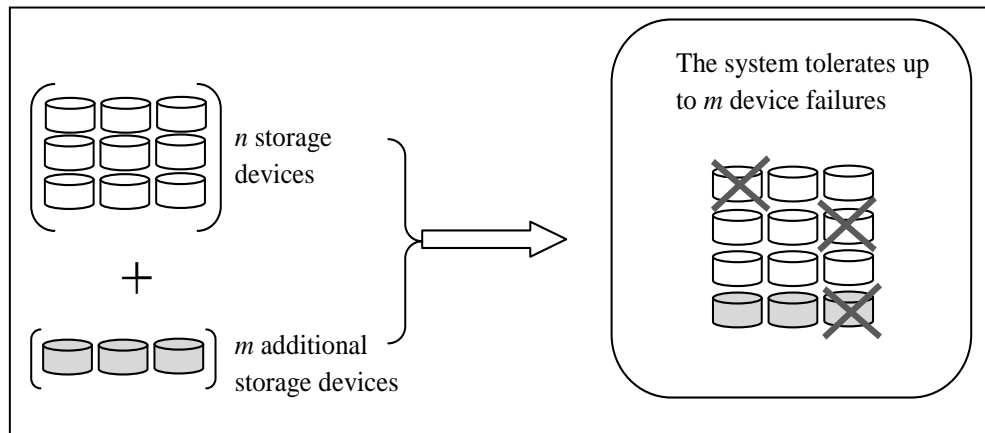 The system tolerates up
to m device failures
n storage
devices
+
m additional
storage devices